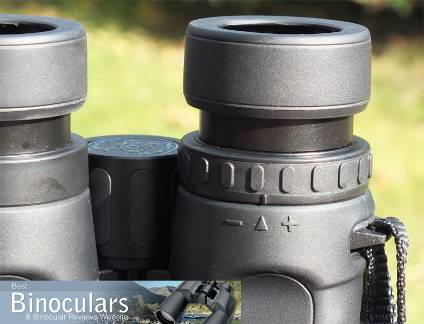 − △ +
Best
Binoculars
& Binocular Reviews Website